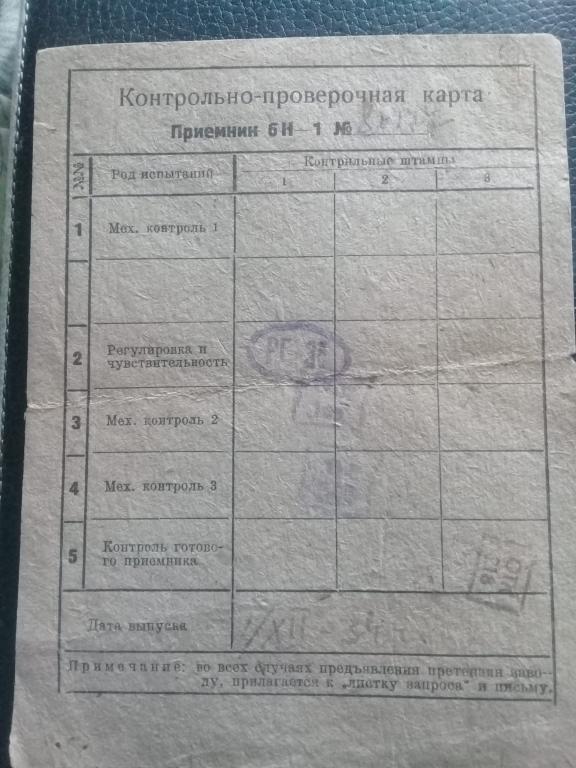 Контрольно-проверочная карта
Приемник БН-1 №
№№
Род испытаний
Контрольные штампы
1 2 3
1 Мех. контроль 1
2 Регулировка и
чувствительность
РГ
3 Мех. контроль 2
4 Мех. контроль 3
5 Контроль готово-
го приемника
ОТК
Дата выпуска
Примечание: во всех случаях предъявления претензии заво-
ду, прилагается к „листку запроса" и письму.